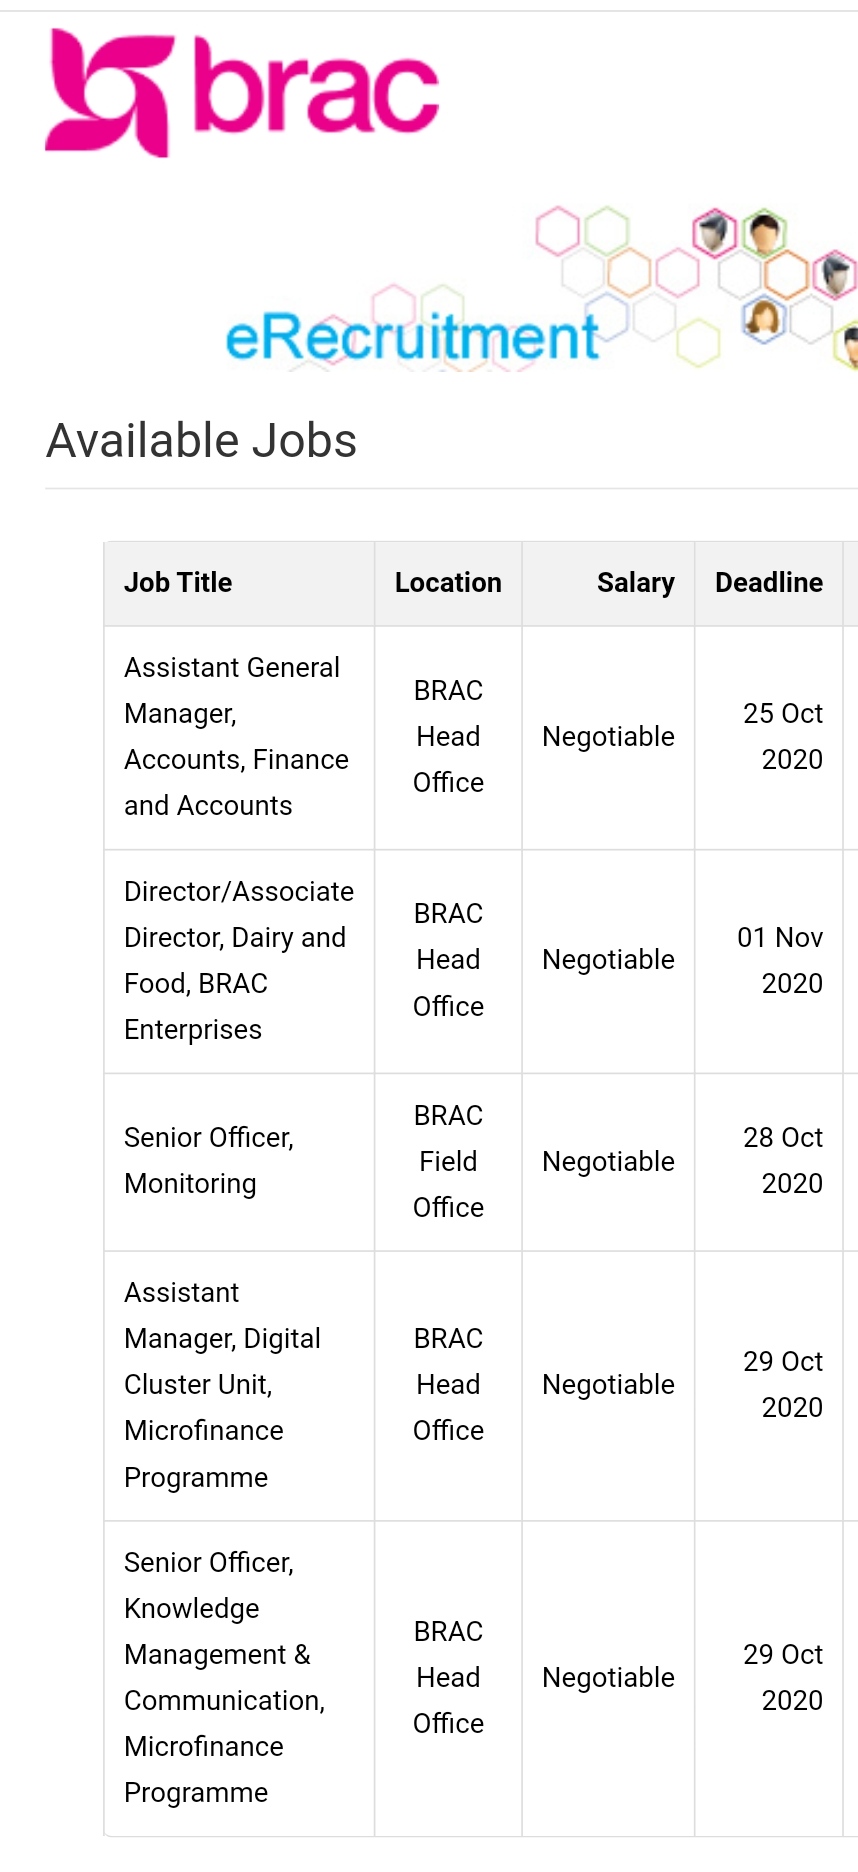 brac
eRecruitment
Available Jobs
Job Title Location Salary Deadline
Assistant General
Manager,
Accounts, Finance
and Accounts
BRAC
Head
Office
Negotiable
25 Oct
2020
Director/Associate
Director, Dairy and
Food, BRAC
Enterprises
BRAC
Head
Office
Negotiable
01 Nov
2020
Senior Officer,
Monitoring
BRAC
Field
Office
Negotiable
28 Oct
2020
Assistant
Manager, Digital
Cluster Unit,
Microfinance
Programme
BRAC
Head
Office
Negotiable
29 Oct
2020
Senior Officer,
Knowledge
Management &
Communication,
Microfinance
Programme
BRAC
Head
Office
Negotiable
29 Oct
2020